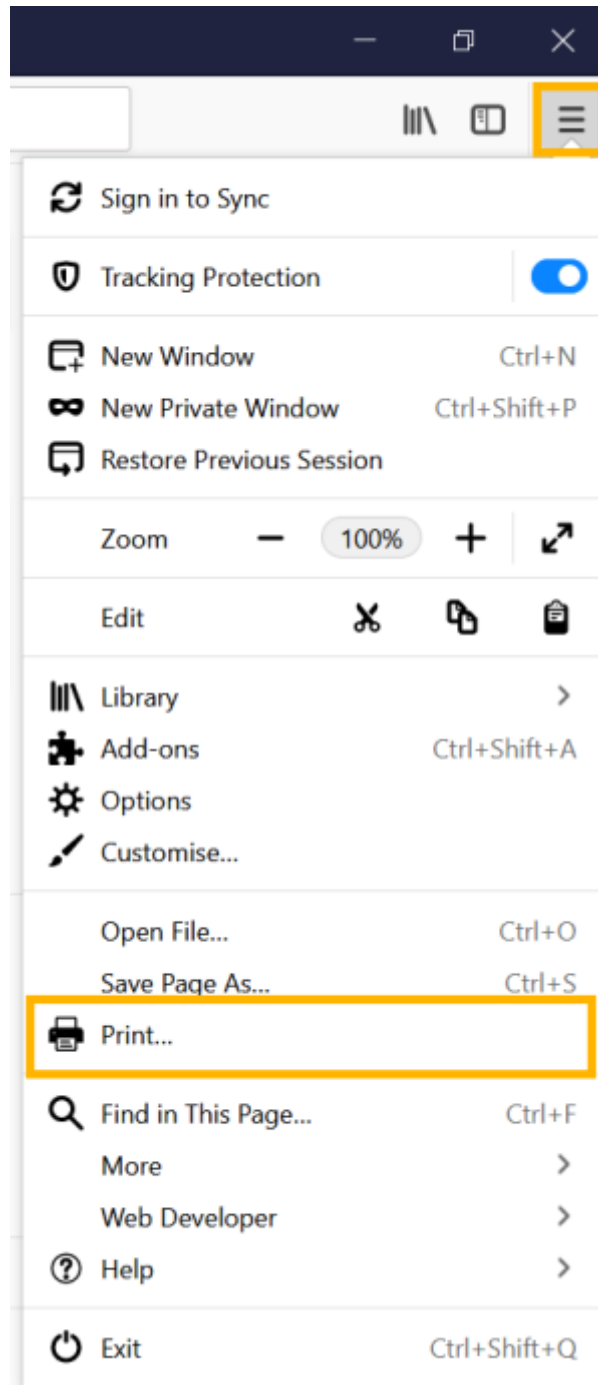 Sign in to Sync
Tracking Protection
New Window Ctrl+N
New Private Window Ctrl+Shift+P
Restore Previous Session
Zoom 100%
Edit
Library
Add-ons Ctrl+Shift+A
Options
Customise...
Open File... Ctrl+O
Save Page As... Ctrl+S
Print...
Find in This Page... Ctrl+F
More
Web Developer
Help
Exit Ctrl+Shift+Q